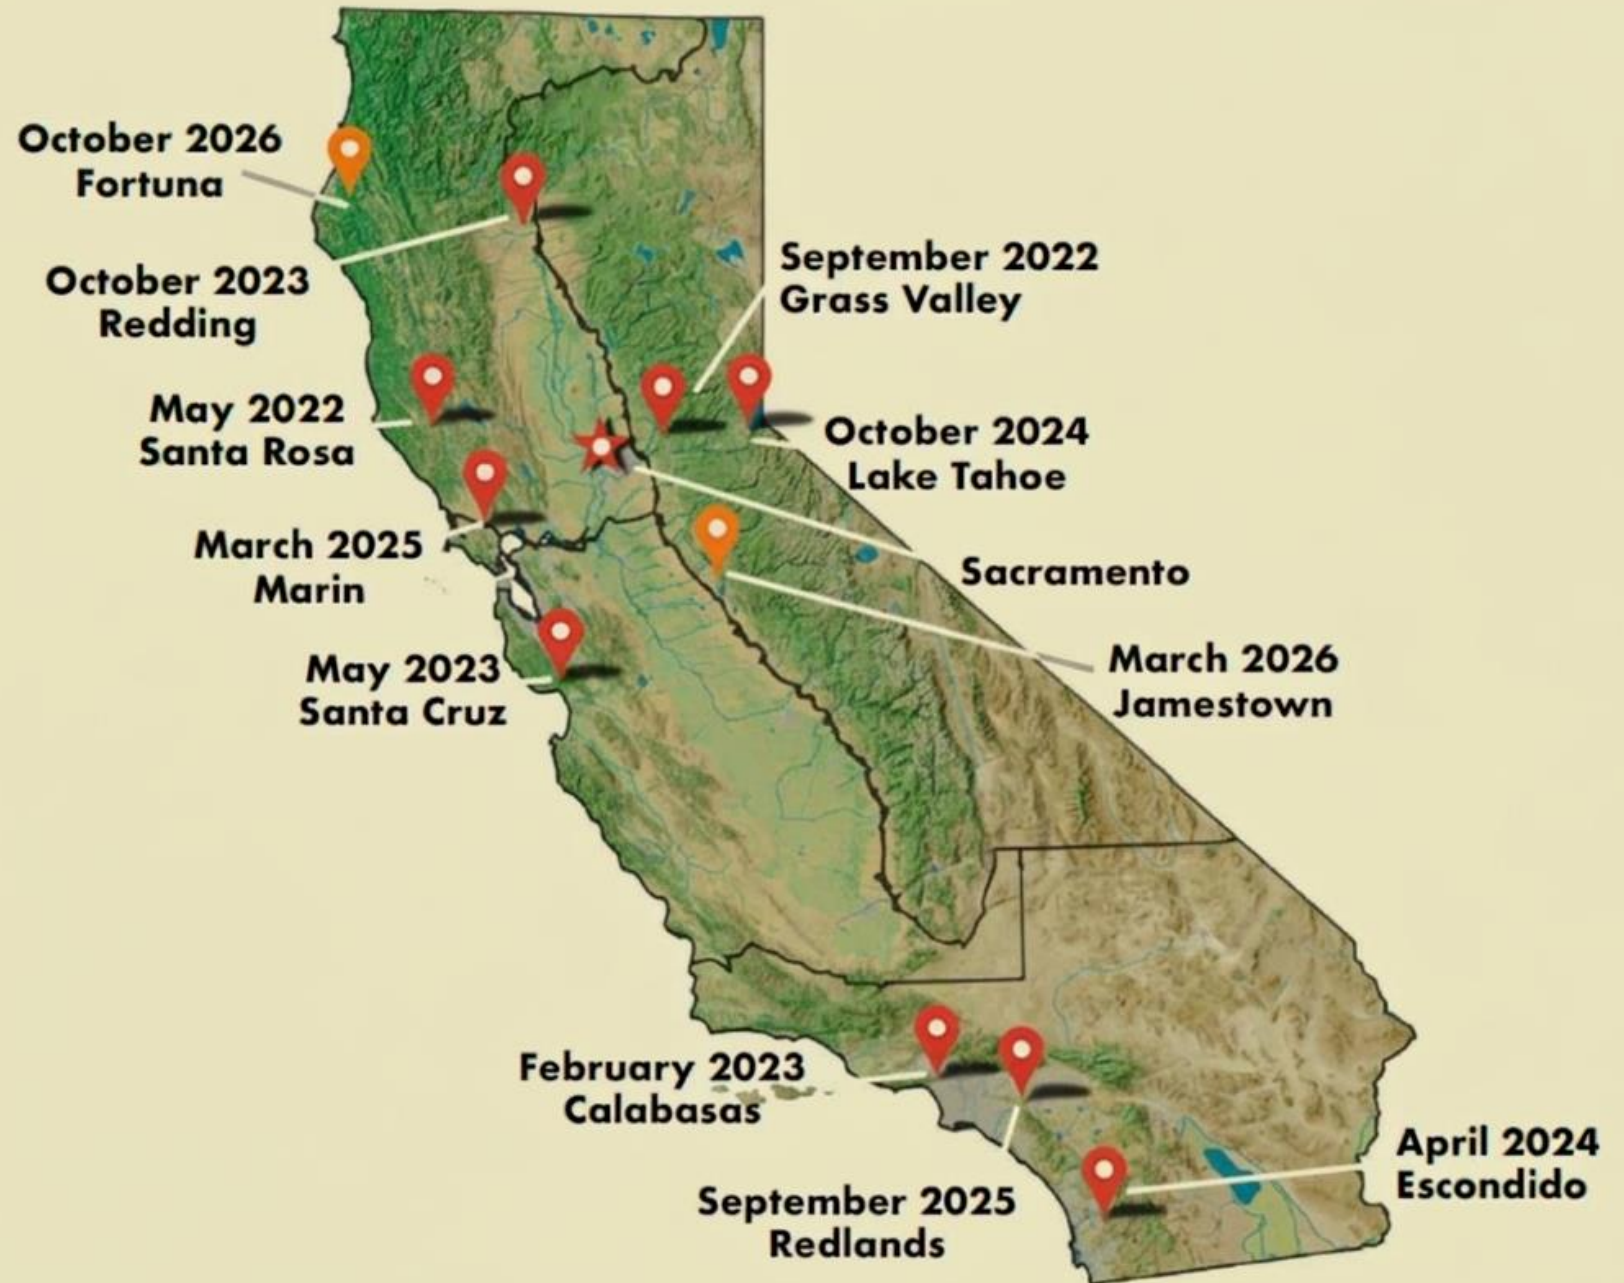 October 2026
Fortuna
October 2023
Redding
September 2022
Grass Valley
May 2022
Santa Rosa
October 2024
Lake Tahoe
March 2025
Marin
Sacramento
May 2023
Santa Cruz
March 2026
Jamestown
February 2023
Calabasas
April 2024
Escondido
September 2025
Redlands